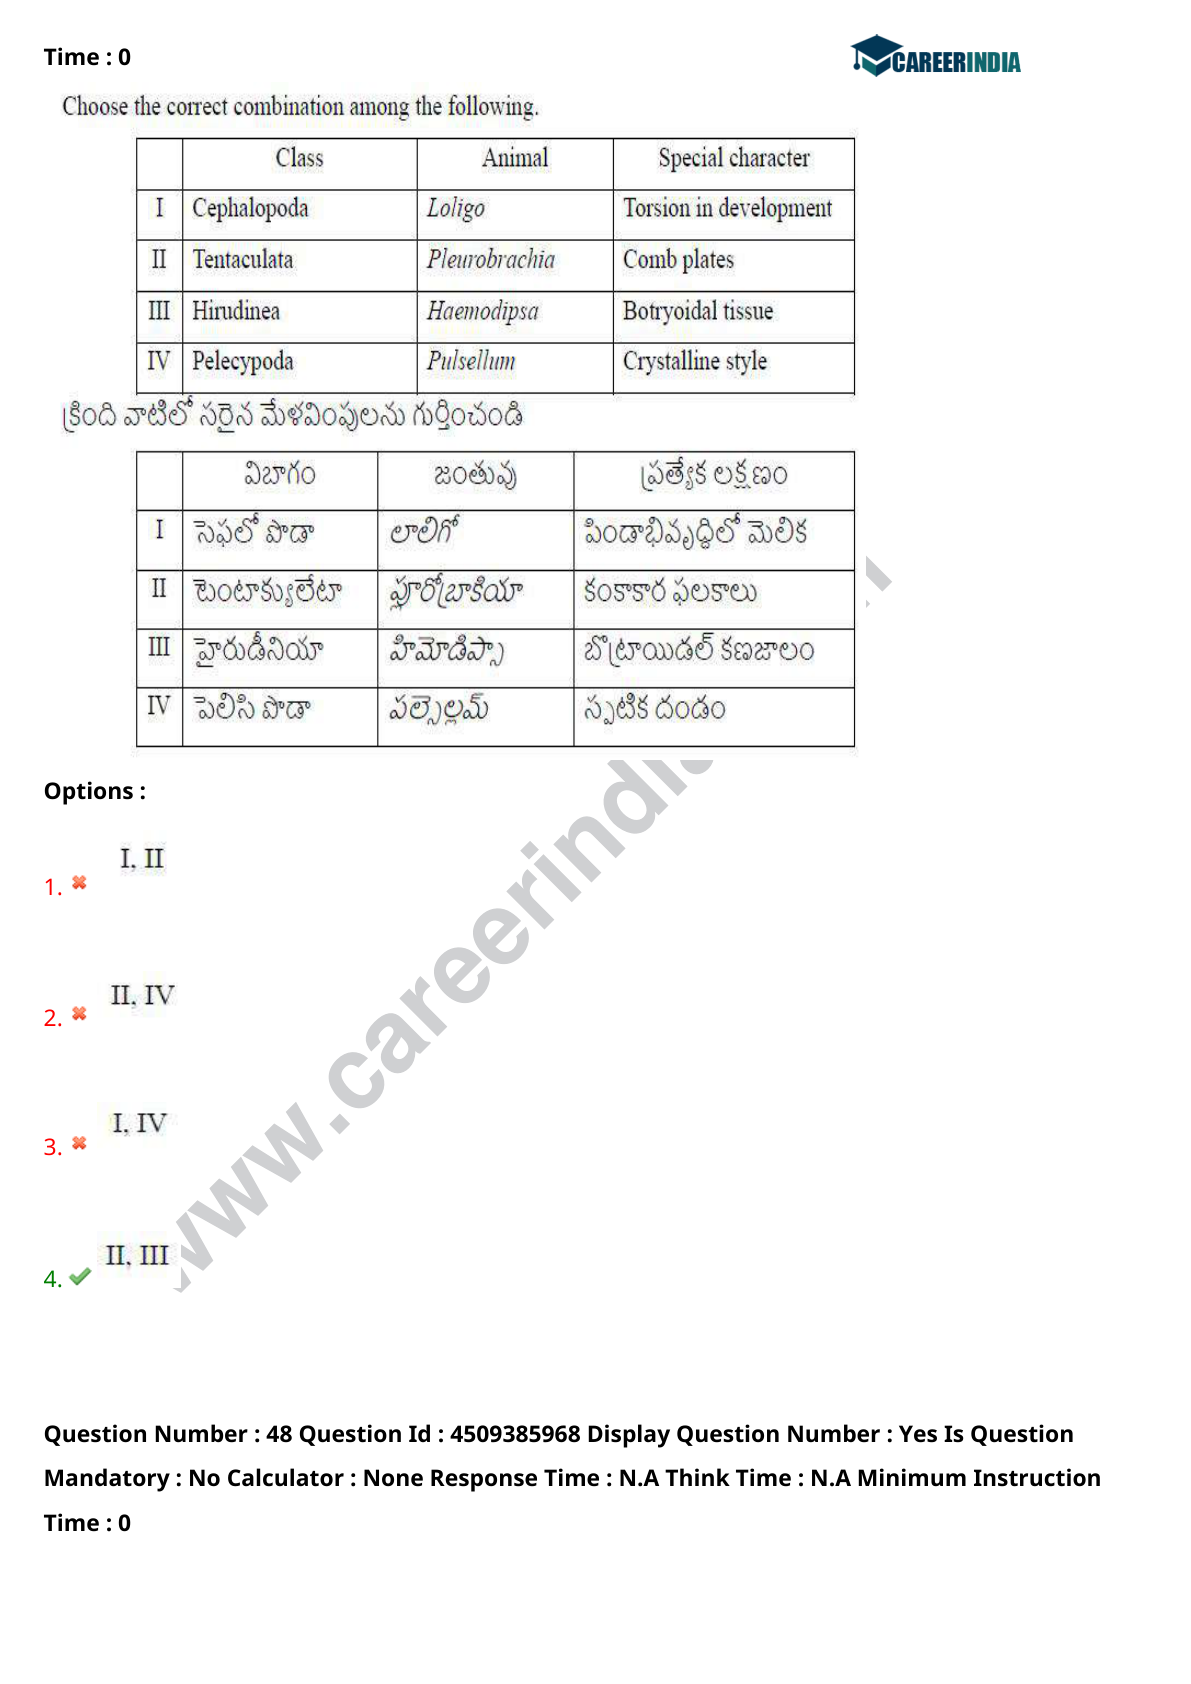 Time : 0
CAREERINDIA
Choose the correct combination among the following.
Class Animal Special character
I Cephalopoda Loligo Torsion in development
II Tentaculata Pleurobrachia Comb plates
III Hirudinea Haemodipsa Botryoidal tissue
IV Pelecypoda Pulsellum Crystalline style
క్రింది వాటిలో సరైన మేళవింపులను గుర్తించండి
విబాగం జంతువు ప్రత్యేక లక్షణం
I సెఫలో పొడా లాలిగో పిండాభివృద్ధిలో మెలిక
II టెంటాక్యులేటా ప్లూరోబ్రాకియా కంకాకార ఫలకాలు
III హైరుడీనియా హిమోడిప్సా బొట్రాయిడల్ కణజాలం
IV పెలిసి పొడా పల్సెల్లమ్ స్పటిక దండం
Options :
I, II
1.
II, IV
2.
I, IV
3.
II, III
4.
www.careerindia
Question Number : 48 Question Id : 4509385968 Display Question Number : Yes Is Question
Mandatory : No Calculator : None Response Time : N.A Think Time : N.A Minimum Instruction
Time : 0